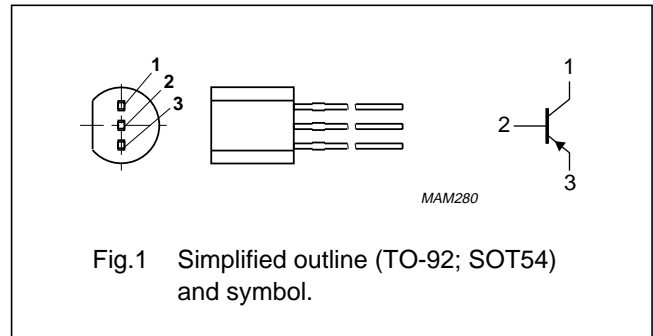 1
2
3
1
2
3
MAM280
Fig.1 Simplified outline (TO-92; SOT54)
and symbol.